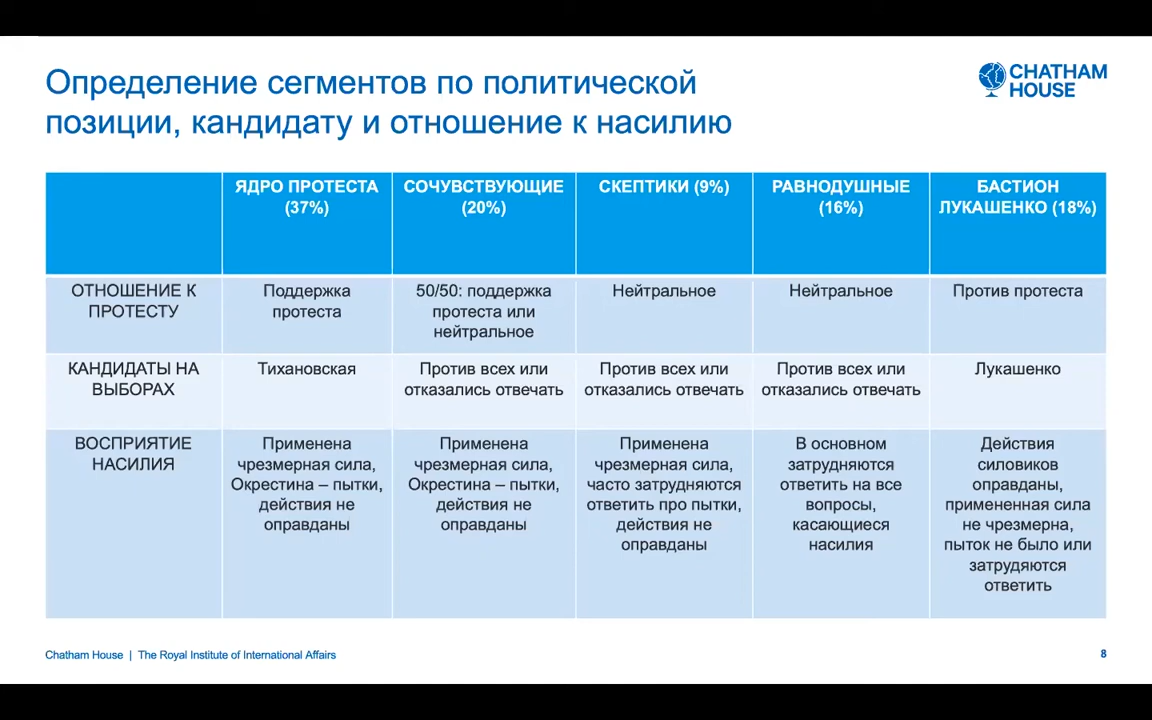 Определение сегментов по политической
позиции, кандидату и отношение к насилию
CHATHAM
HOUSE
ЯДРО ПРОТЕСТА
(37%)
СОЧУВСТВУЮЩИЕ
(20%)
СКЕПТИКИ (9%)
РАВНОДУШНЫЕ
(16%)
БАСТИОН
ЛУКАШЕНКО (18%)
ОТНОШЕНИЕ К
ПРОТЕСТУ
Поддержка
протеста
50/50: поддержка
протеста или
нейтральное
Нейтральное
Нейтральное
Против протеста
КАНДИДАТЫ НА
ВЫБОРАХ
Тихановская
Против всех или
отказались отвечать
Против всех или
отказались отвечать
Против всех или
отказались отвечать
Лукашенко
ВОСПРИЯТИЕ
НАСИЛИЯ
Применена
чрезмерная сила,
Окрестина – пытки,
действия не
оправданы
Применена
чрезмерная сила,
Окрестина – пытки,
действия не
оправданы
Применена
чрезмерная сила,
часто затрудняются
ответить про пытки,
действия не
оправданы
В основном
затрудняются
ответить на все
вопросы,
касающиеся
насилия
Действия
силовиков
оправданы,
примененная сила
не чрезмерна,
пыток не было или
затрудяются
ответить
Chatham House | The Royal Institute of International Affairs
8